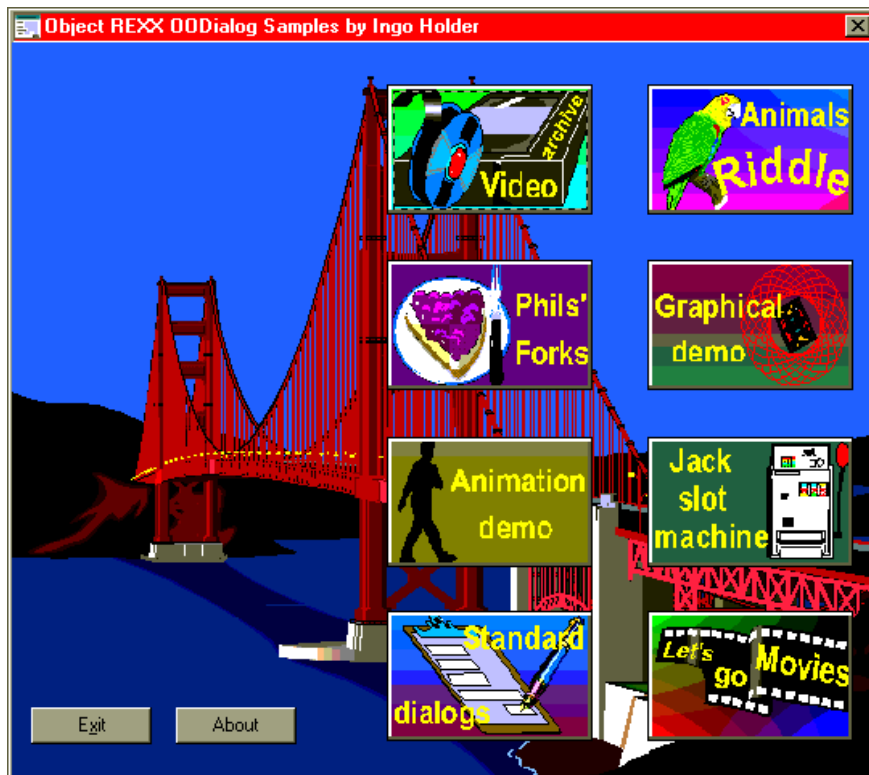 Object REXX OODialog Samples by Ingo Holder
archive
Video
Animals
Riddle
Phils'
Forks
Graphical
demo
Animation
demo
Jack
slot
machine
Standard
dialogs
Let's
go
Movies
Exit
About